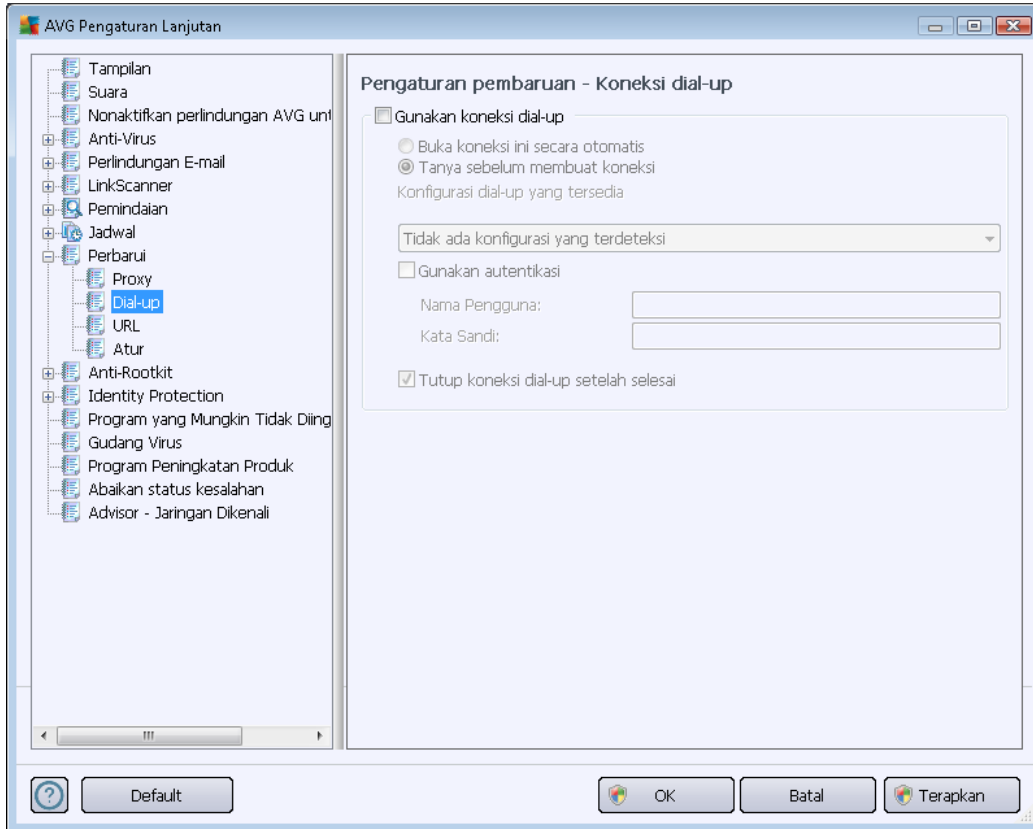 AVG Pengaturan Lanjutan
Tampilan
Suara
Nonaktifkan perlindungan AVG unt
Anti-Virus
Perlindungan E-mail
LinkScanner
Pemindaian
Jadwal
Perbarui
Proxy
Dial-up
URL
Atur
Anti-Rootkit
Identity Protection
Program yang Mungkin Tidak Diing
Gudang Virus
Program Peningkatan Produk
Abaikan status kesalahan
Advisor - Jaringan Dikenali
Pengaturan pembaruan - Koneksi dial-up
Gunakan koneksi dial-up
Buka koneksi ini secara otomatis
Tanya sebelum membuat koneksi
Konfigurasi dial-up yang tersedia
Tidak ada konfigurasi yang terdeteksi
Gunakan autentikasi
Nama Pengguna:
Kata Sandi:
Tutup koneksi dial-up setelah selesai
Default
OK
Batal
Terapkan